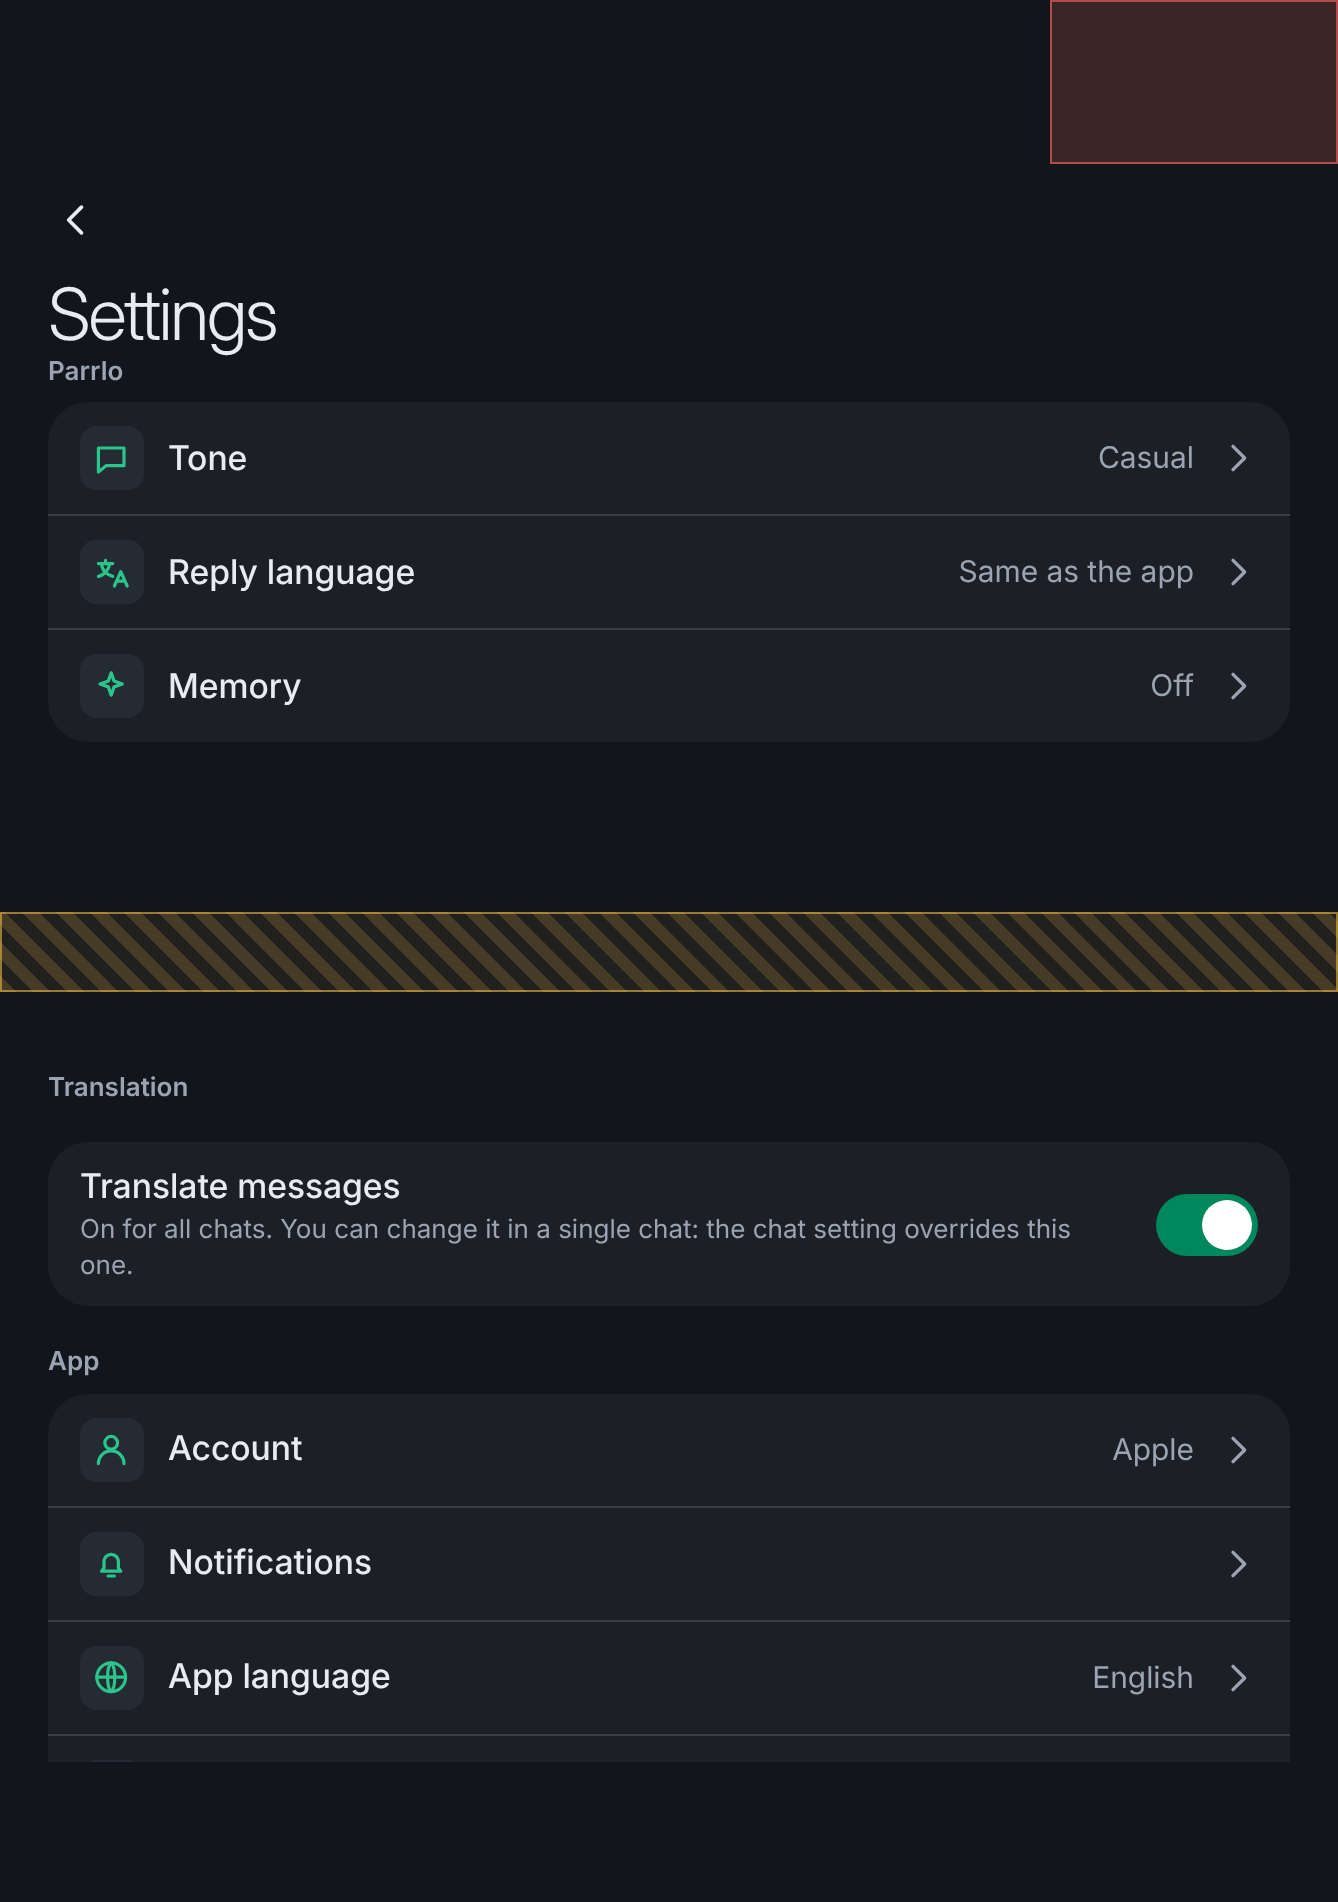 Settings
Parrlo
Tone
Casual
Reply language
Same as the app
Memory
Off
Translation
Translate messages
On for all chats. You can change it in a single chat: the chat setting overrides this
one.
App
Account
Apple
Notifications
App language
English